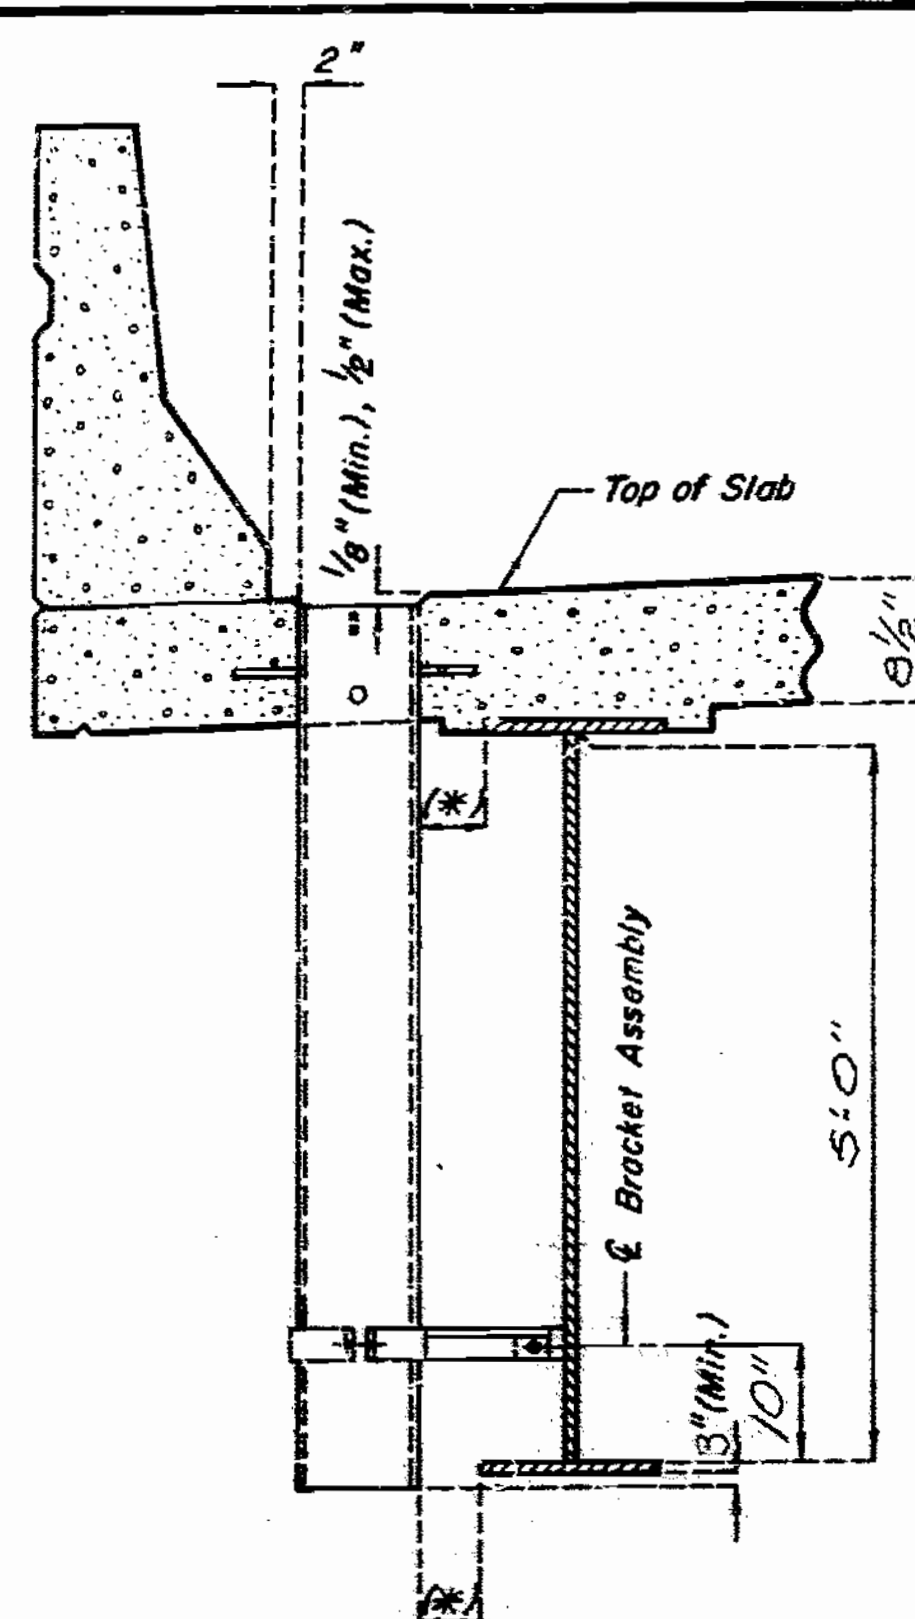 2"
1/8" (Min.), 1/2" (Max.)
Top of Slab
8 1/2"
(*)
℄ Bracket Assembly
5'-0"
3" (Min.)
10"
(*)